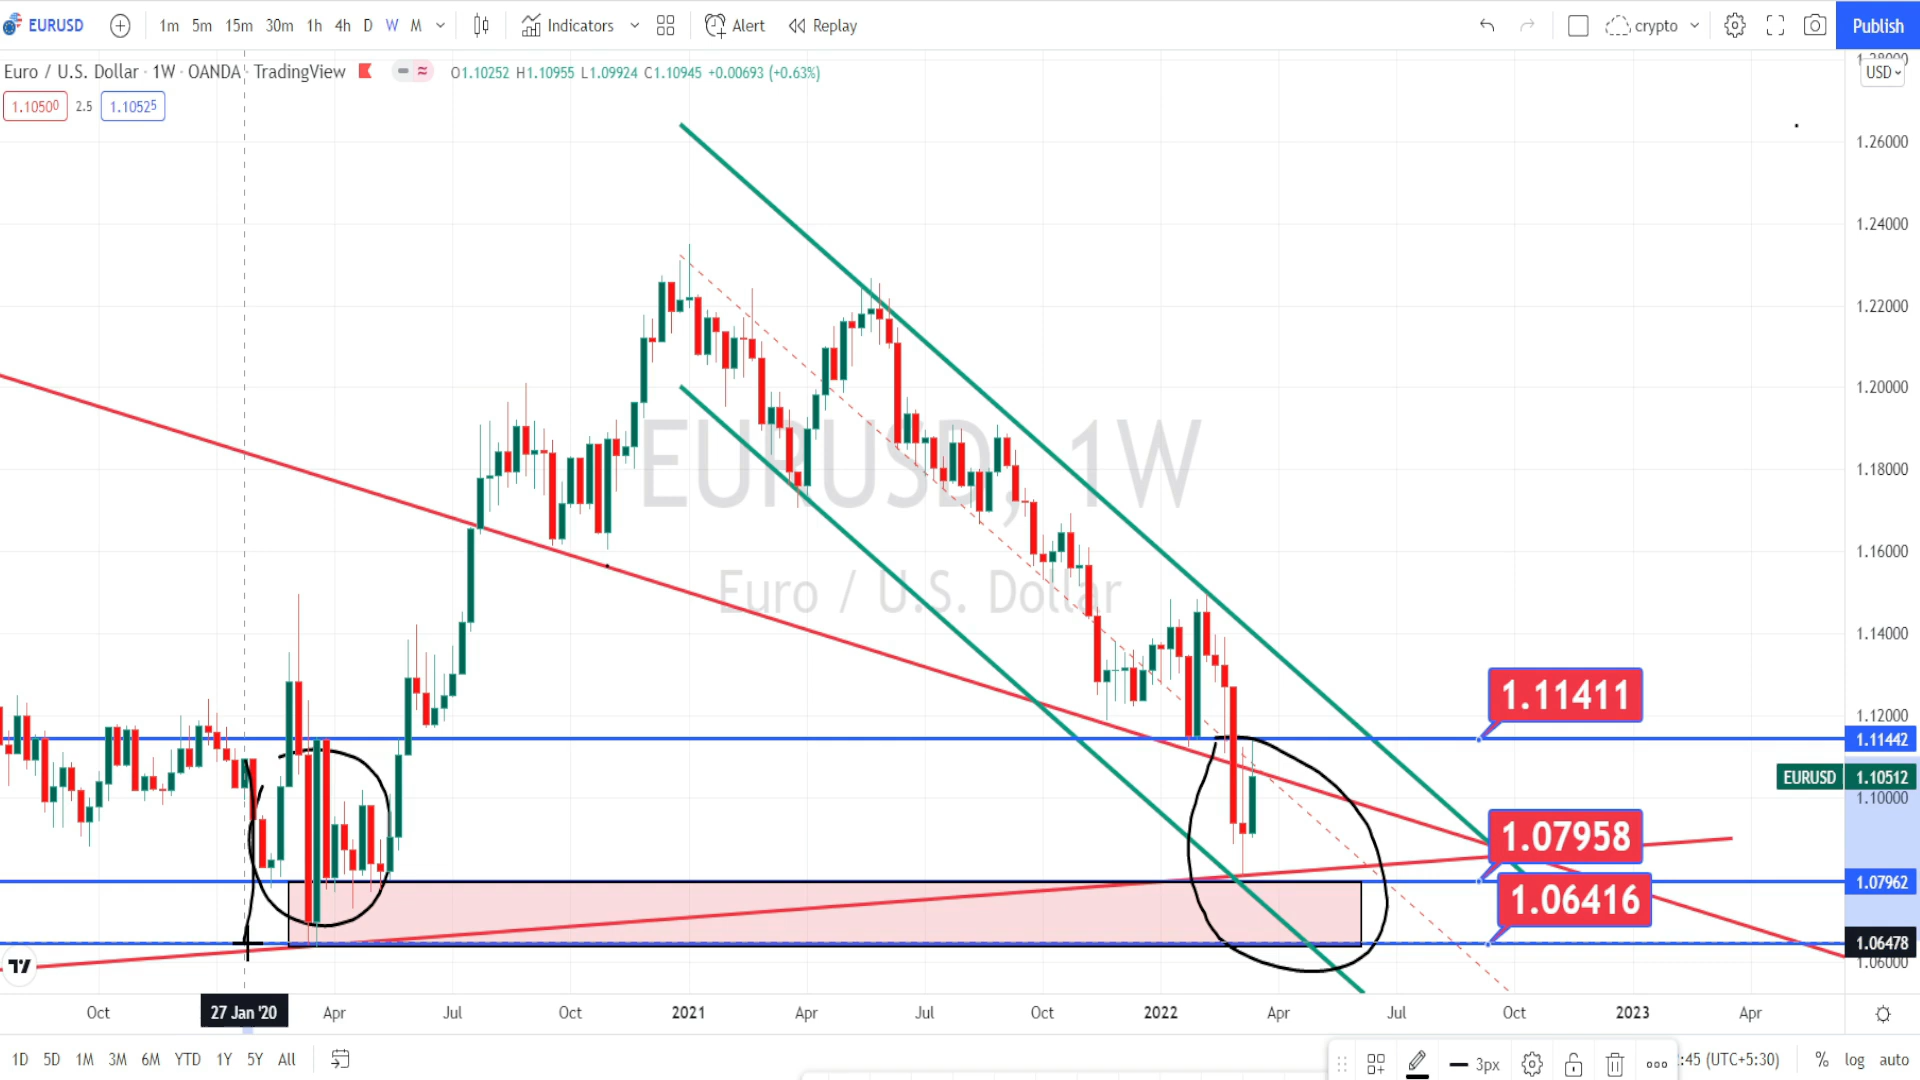 EURUSD 1m 5m 15m 30m 1h 4h D W M Indicators Alert Replay crypto Publish
Euro / U.S. Dollar · 1W · OANDA · TradingView O1.10252 H1.10955 L1.09924 C1.10945 +0.00693 (+0.63%)
USD
1.10500 2.5 1.10525
1.26000
1.24000
1.22000
1.20000
1.18000
1.16000
1.14000
1.12000
1.11442
EURUSD 1.10512
1.10000
1.07962
1.06478
1.06000
EURUSD, 1W
Euro / U.S. Dollar
1.11411
1.07958
1.06416
Oct 27 Jan '20 Apr Jul Oct 2021 Apr Jul Oct 2022 Apr Jul Oct 2023 Apr
1D 5D 1M 3M 6M YTD 1Y 5Y All 3px :45 (UTC+5:30) % log auto